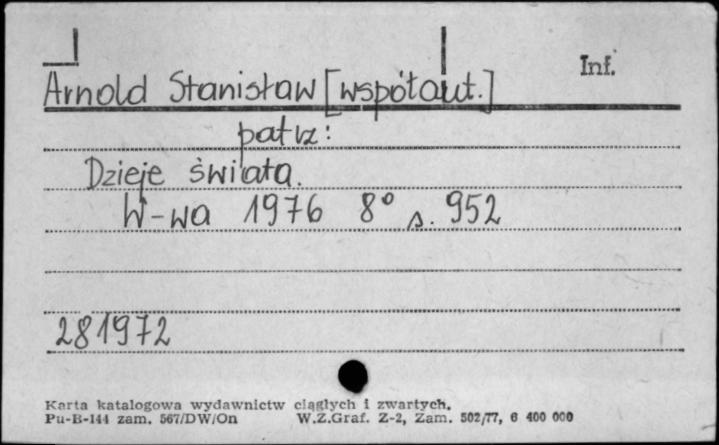 Inf.
Arnold Stanisław [współaut.]
patrz:
Dzieje świata.
W-wa 1976 8° s. 952
281972
Karta katalogowa wydawnictw ciągłych i zwartych.
Pu-B-144 zam. 567/DW/On W.Z.Graf. Z-2, Zam. 502/77, 6 400 000